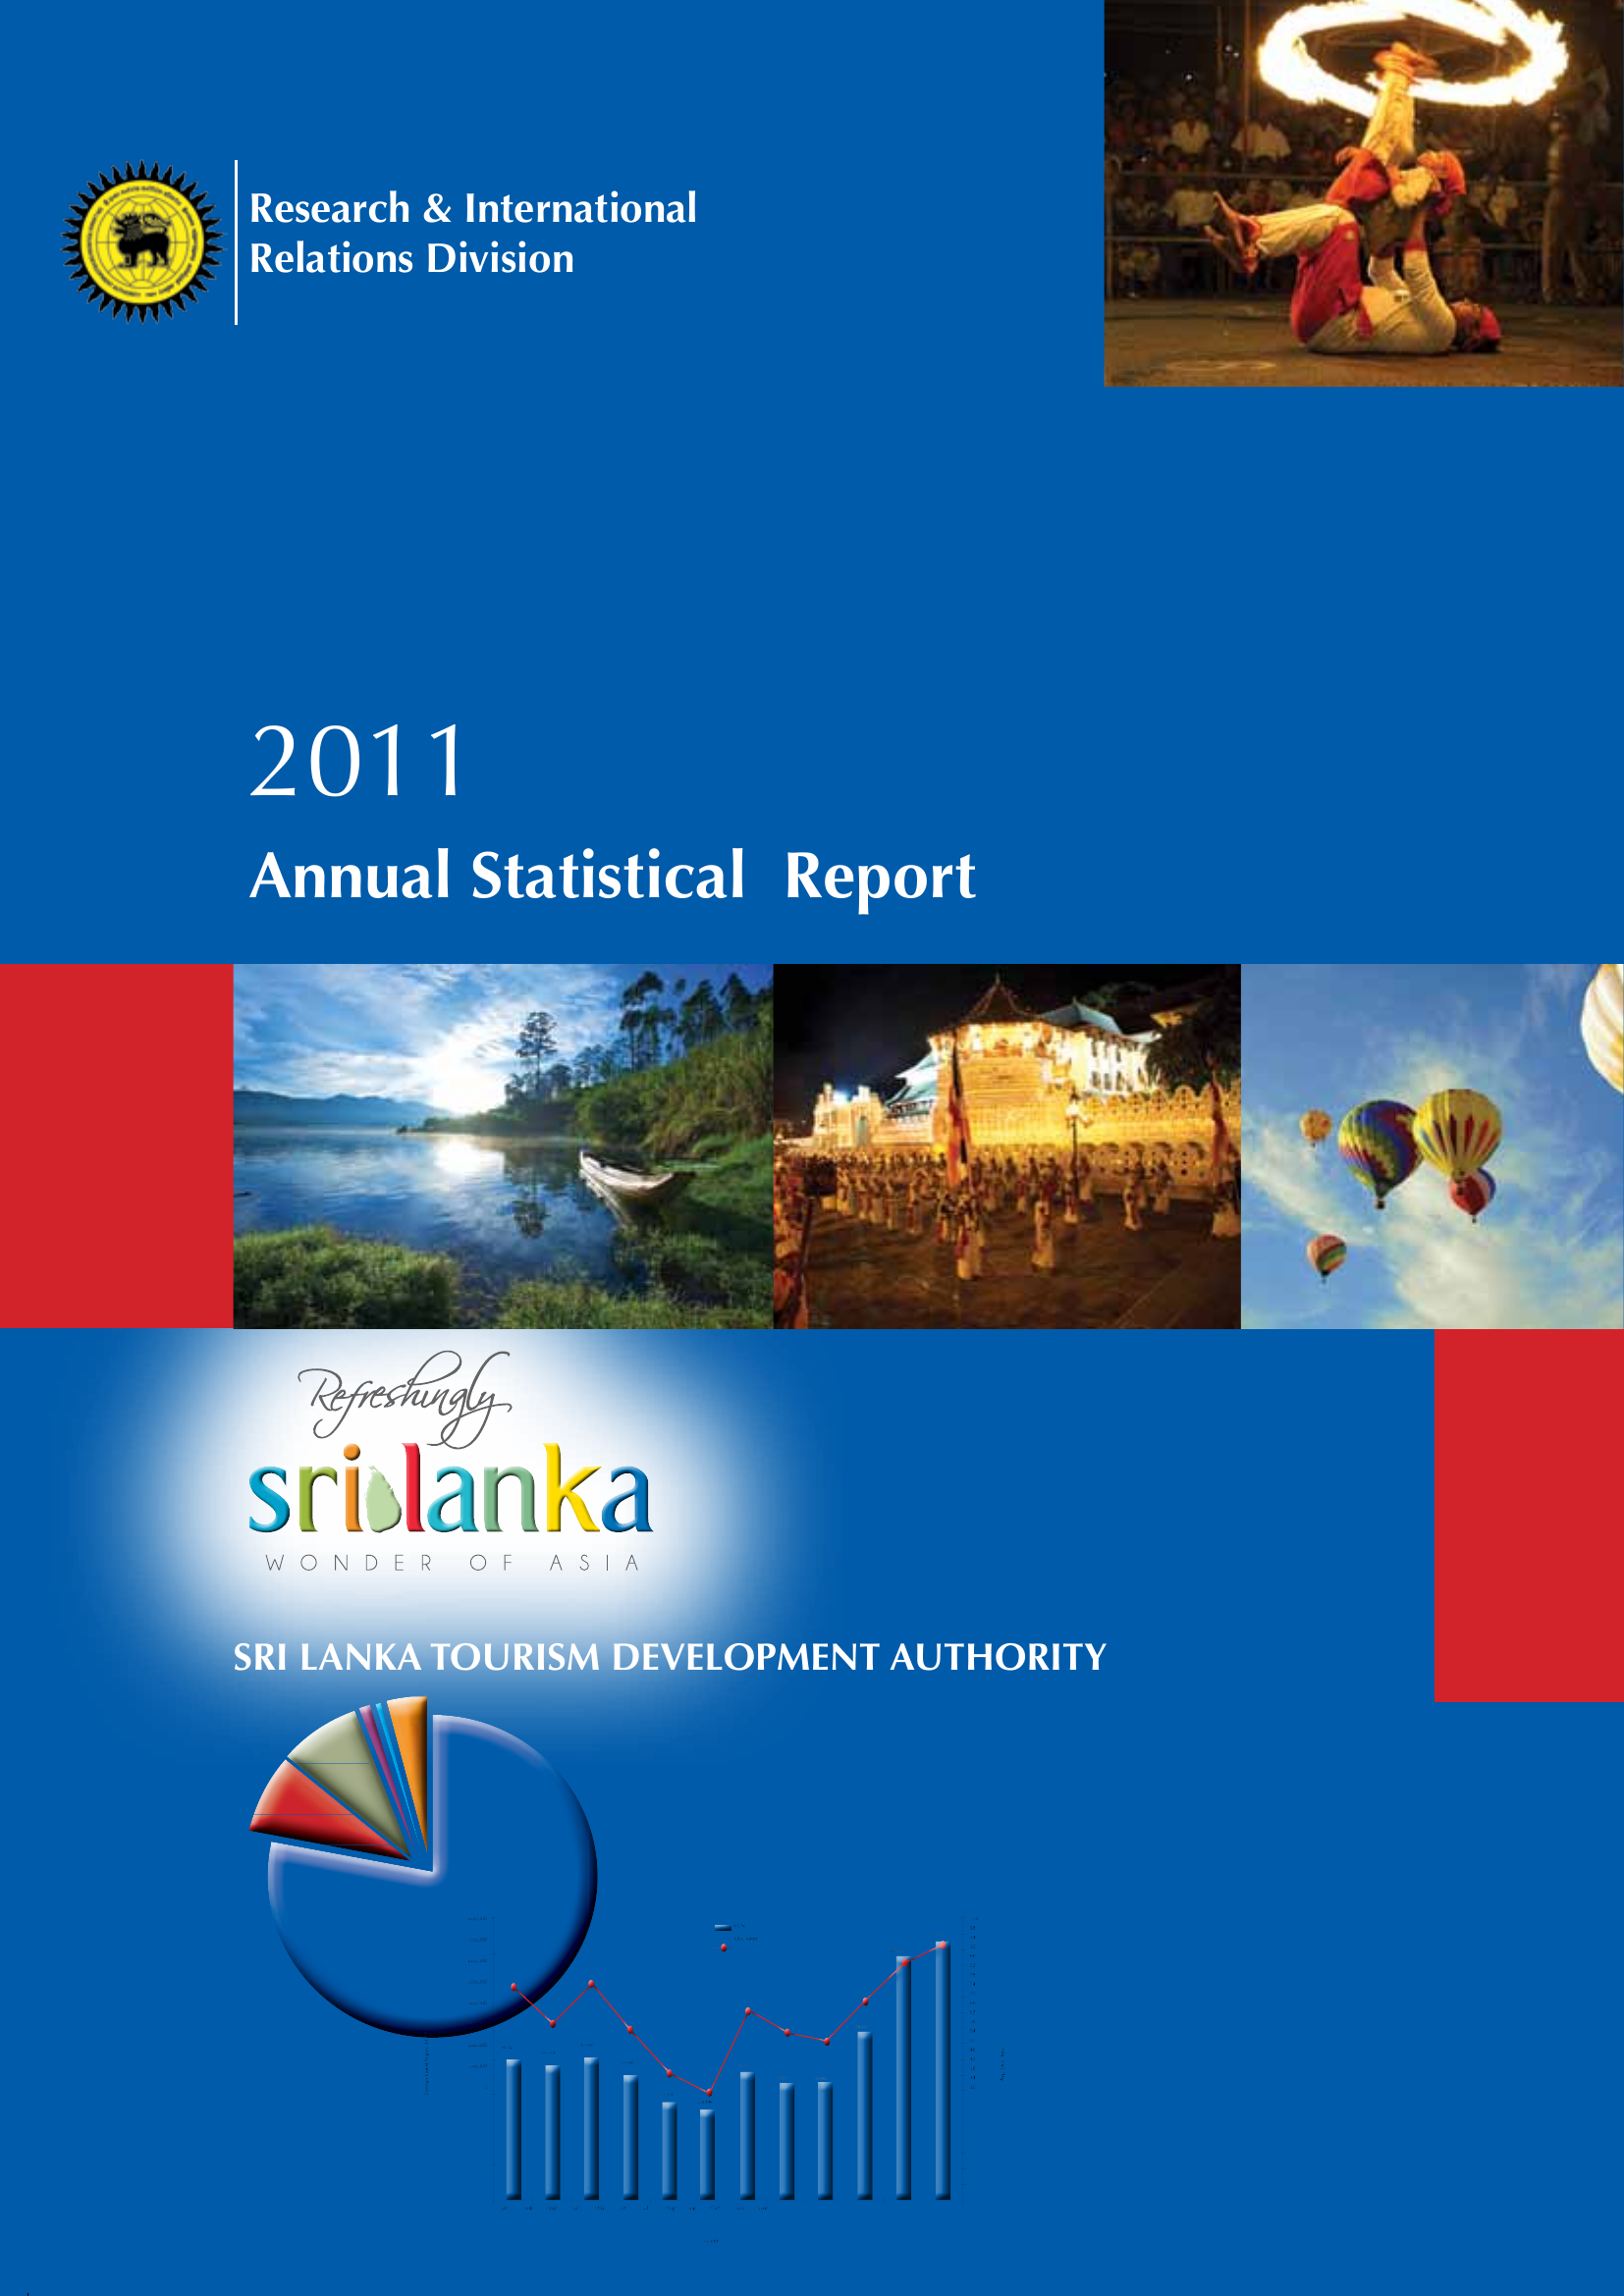 Research & International
Relations Division
2011
Annual Statistical Report
Refreshingly
srilanka
WONDER OF ASIA
SRI LANKA TOURISM DEVELOPMENT AUTHORITY